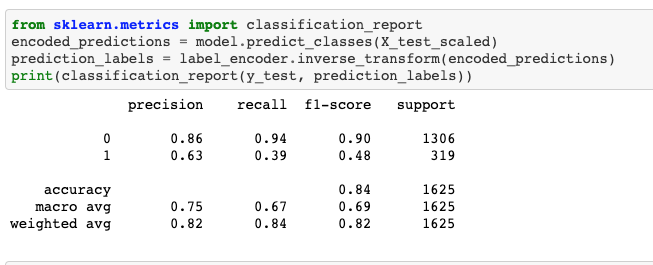 from sklearn.metrics import classification_report
encoded_predictions = model.predict_classes(X_test_scaled)
prediction_labels = label_encoder.inverse_transform(encoded_predictions)
print(classification_report(y_test, prediction_labels))
precision recall f1-score support
0 0.86 0.94 0.90 1306
1 0.63 0.39 0.48 319
accuracy 0.84 1625
macro avg 0.75 0.67 0.69 1625
weighted avg 0.82 0.84 0.82 1625